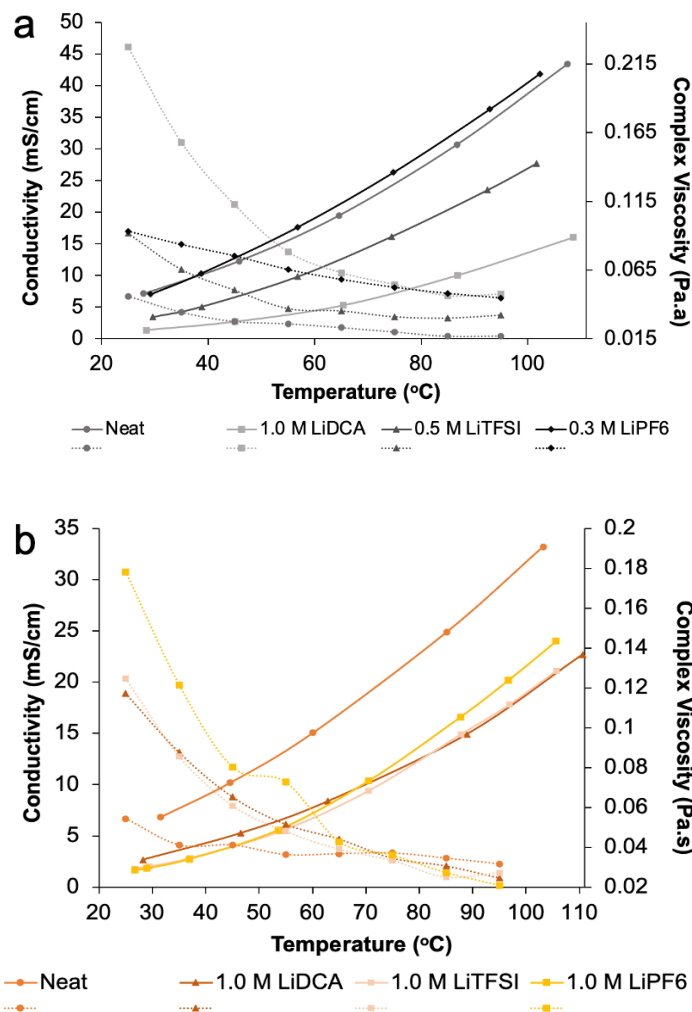 a
50
45
40
35
30
25
20
15
10
5
0
Conductivity (mS/cm)
0.215
0.165
0.115
0.065
0.015
Complex Viscosity (Pa.a)
20 40 60 80 100
Temperature (ºC)
Neat 1.0 M LiDCA 0.5 M LiTFSI 0.3 M LiPF6
b
35
30
25
20
15
10
5
0
Conductivity (mS/cm)
0.2
0.18
0.16
0.14
0.12
0.1
0.08
0.06
0.04
0.02
Complex Viscosity (Pa.s)
20 30 40 50 60 70 80 90 100 110
Temperature (ºC)
Neat 1.0 M LiDCA 1.0 M LiTFSI 1.0 M LiPF6